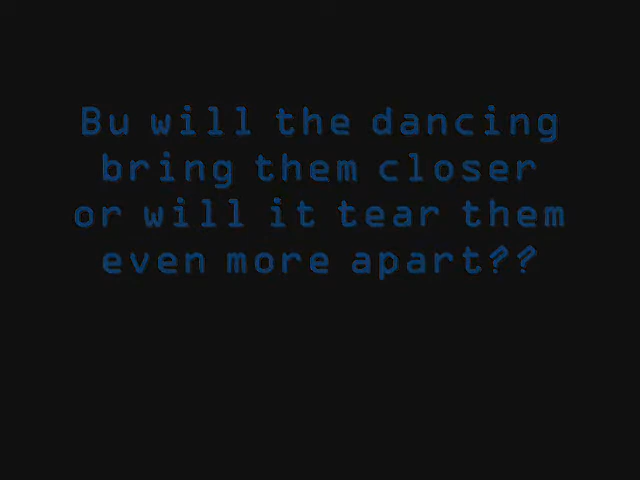 Bu will the dancing
bring them closer
or will it tear them
even more apart??